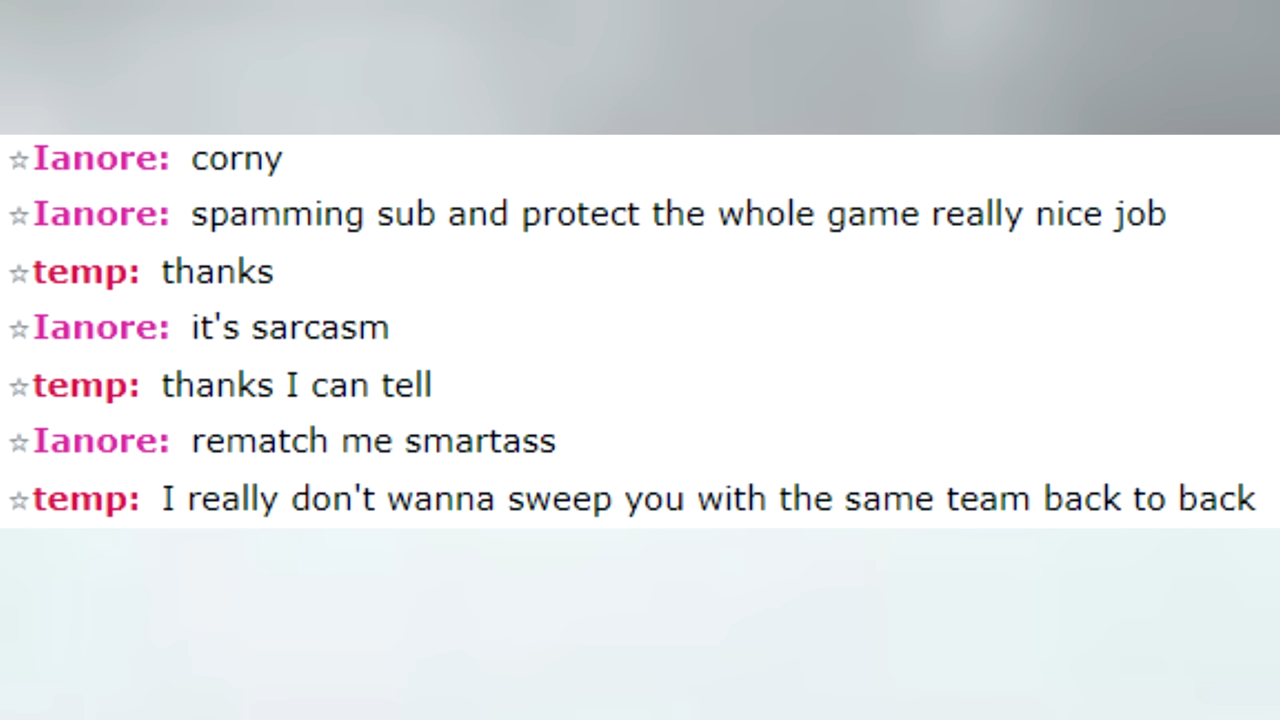 ☆Ianore: corny
☆Ianore: spamming sub and protect the whole game really nice job
☆temp: thanks
☆Ianore: it's sarcasm
☆temp: thanks I can tell
☆Ianore: rematch me smartass
☆temp: I really don't wanna sweep you with the same team back to back